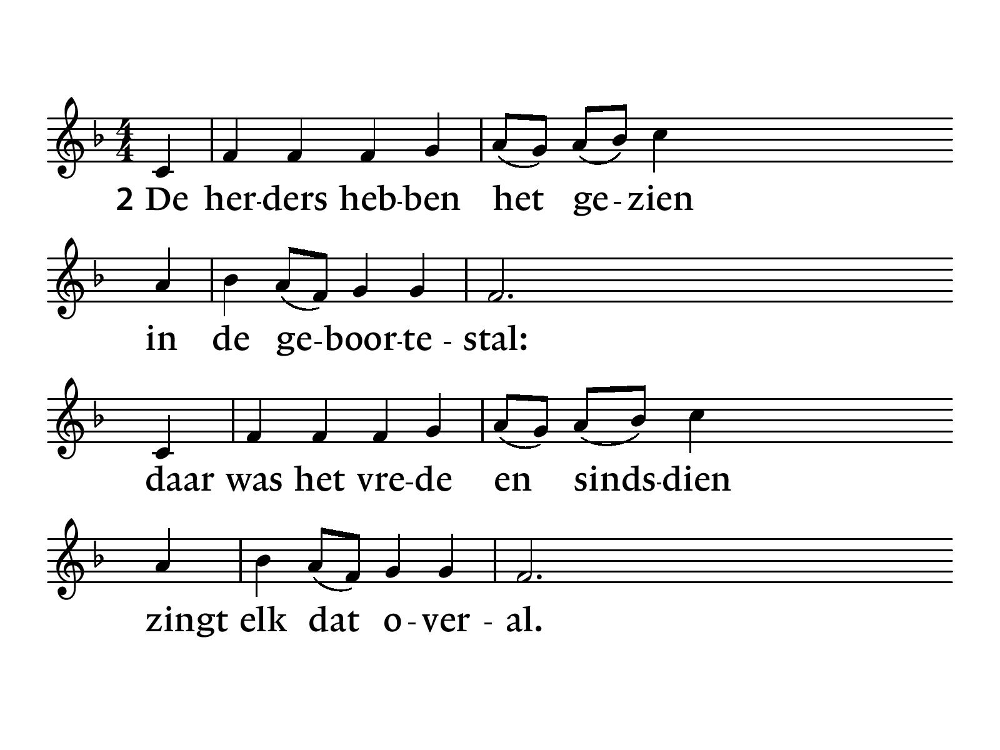 2 De her-ders heb-ben het ge-zien
in de ge-boor-te-stal:
daar was het vre-de en sinds-dien
zingt elk dat o-ver-al.